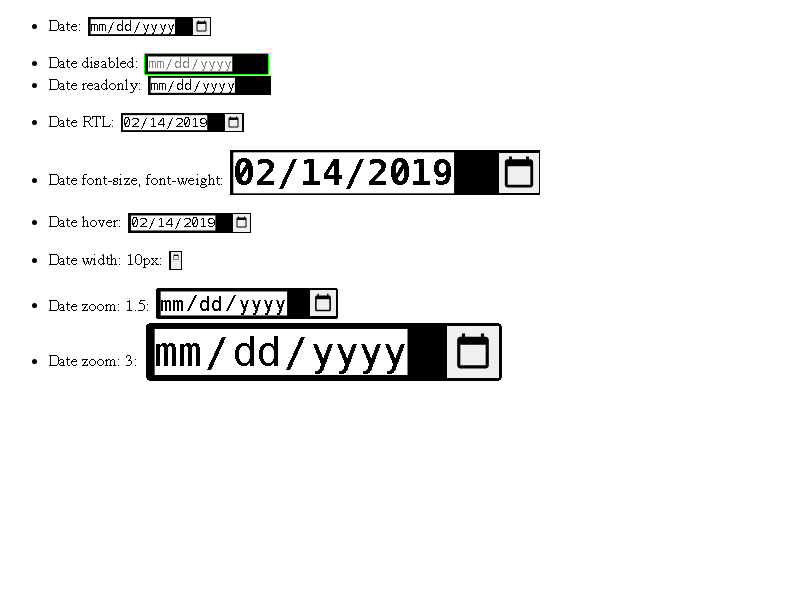 Date: mm/dd/yyyy
Date disabled: mm/dd/yyyy
Date readonly: mm/dd/yyyy
Date RTL: 02/14/2019
Date font-size, font-weight: 02/14/2019
Date hover: 02/14/2019
Date width: 10px:
Date zoom: 1.5: mm/dd/yyyy
Date zoom: 3: mm/dd/yyyy